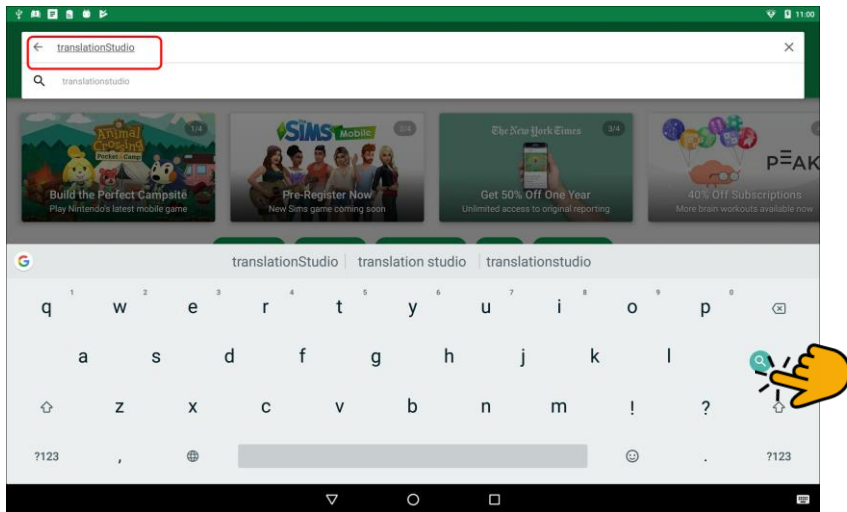 11:00
translationStudio
translationstudio
Animal
Crossing
Pocket Camp
1/4
Build the Perfect Campsite
Play Nintendo's latest mobile game
The SIMS Mobile
2/4
Pre-Register Now
New Sims game coming soon
The New York Times
3/4
Get 50% Off One Year
Unlimited access to original reporting
PEAK
40% Off Subscriptions
More brain workouts available now
G
translationStudio translation studio translationstudio
1 2 3 4 5 6 7 8 9 0
q w e r t y u i o p
a s d f g h j k l
z x c v b n m ! ?
?123 , . ?123